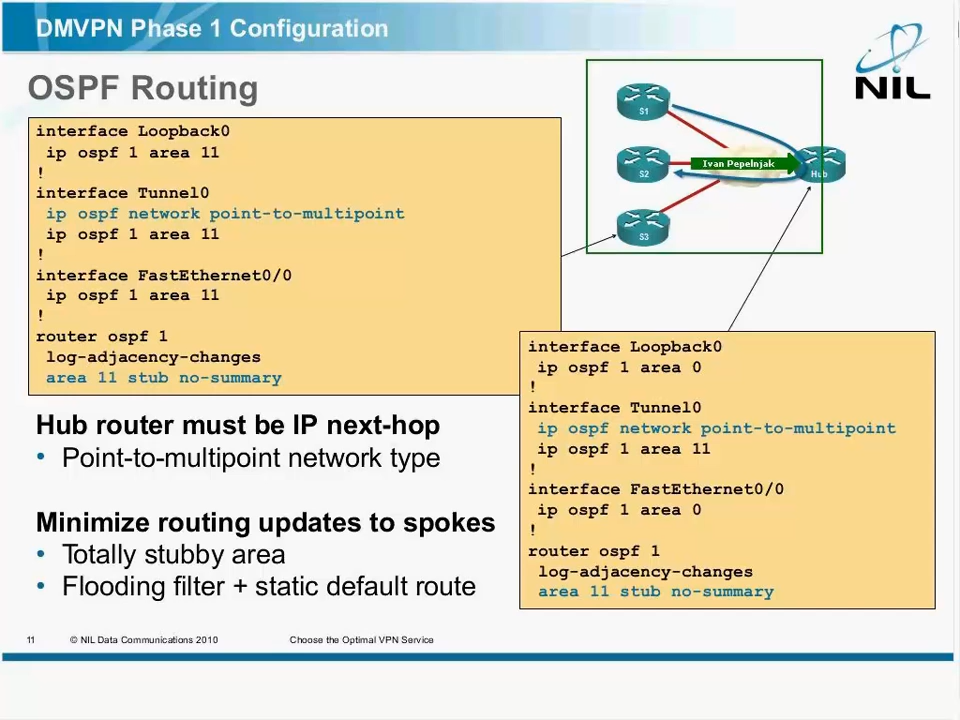 DMVPN Phase 1 Configuration
OSPF Routing
NIL
interface Loopback0
ip ospf 1 area 11
!
interface Tunnel0
ip ospf network point-to-multipoint
ip ospf 1 area 11
!
interface FastEthernet0/0
ip ospf 1 area 11
!
router ospf 1
log-adjacency-changes
area 11 stub no-summary
S1
S2
Ivan Pepelnjak
Hub
S3
interface Loopback0
ip ospf 1 area 0
!
interface Tunnel0
ip ospf network point-to-multipoint
ip ospf 1 area 11
!
interface FastEthernet0/0
ip ospf 1 area 0
!
router ospf 1
log-adjacency-changes
area 11 stub no-summary
Hub router must be IP next-hop
• Point-to-multipoint network type
Minimize routing updates to spokes
• Totally stubby area
• Flooding filter + static default route
11 © NIL Data Communications 2010 Choose the Optimal VPN Service